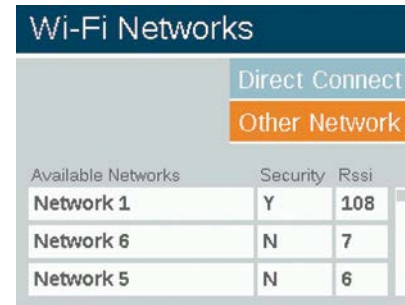 Wi-Fi Networks
Direct Connect
Other Network
Available Networks Security Rssi
Network 1 Y 108
Network 6 N 7
Network 5 N 6